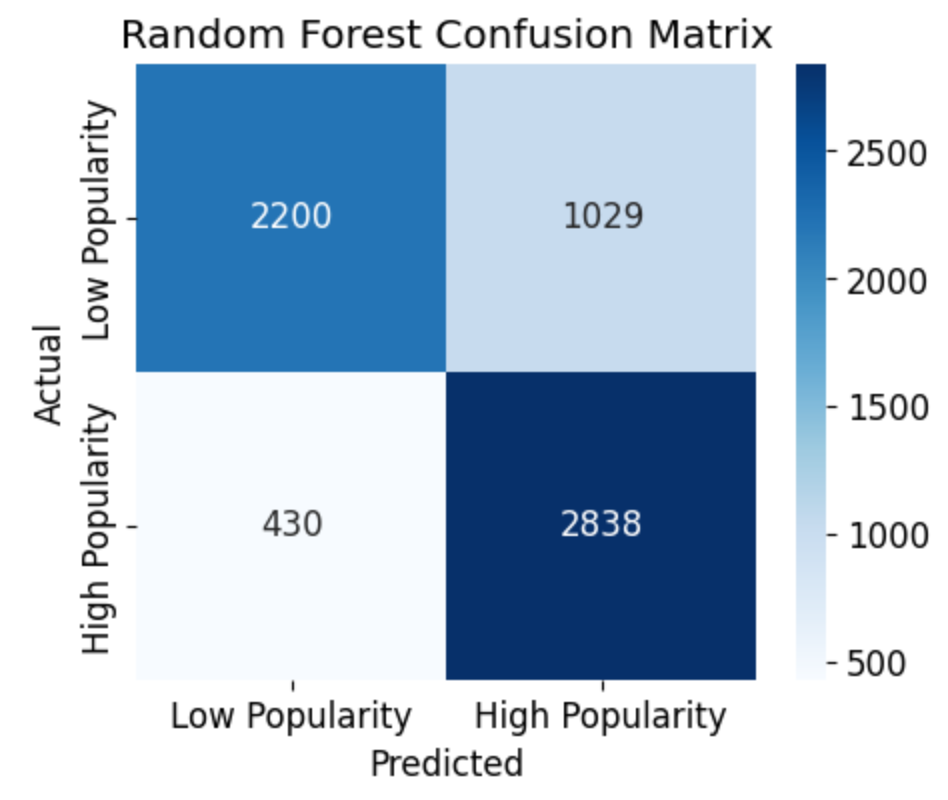 Random Forest Confusion Matrix
Actual
Low Popularity
High Popularity
2200
1029
430
2838
Low Popularity
High Popularity
Predicted
2500
2000
1500
1000
500